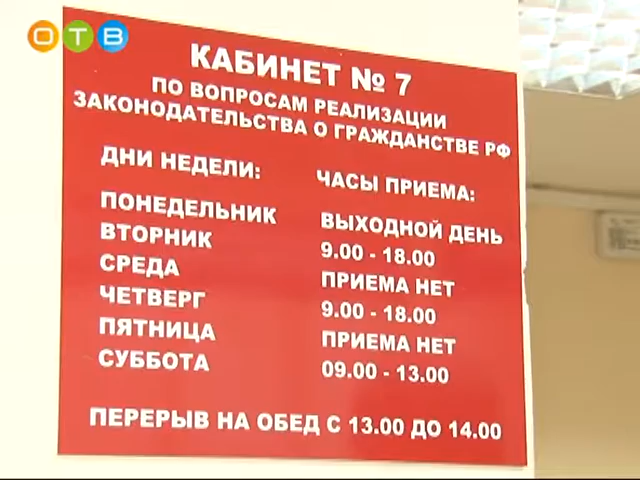 ОТВ
КАБИНЕТ № 7
ПО ВОПРОСАМ РЕАЛИЗАЦИИ
ЗАКОНОДАТЕЛЬСТВА О ГРАЖДАНСТВЕ РФ
ДНИ НЕДЕЛИ: ЧАСЫ ПРИЕМА:
ПОНЕДЕЛЬНИК ВЫХОДНОЙ ДЕНЬ
ВТОРНИК 9.00 - 18.00
СРЕДА ПРИЕМА НЕТ
ЧЕТВЕРГ 9.00 - 18.00
ПЯТНИЦА ПРИЕМА НЕТ
СУББОТА 09.00 - 13.00
ПЕРЕРЫВ НА ОБЕД С 13.00 ДО 14.00